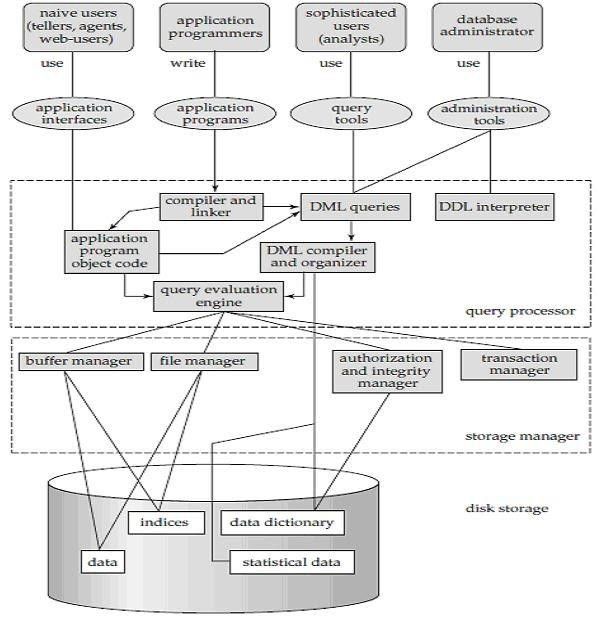 naive users
(tellers, agents,
web-users)
application
programmers
sophisticated
users
(analysts)
database
administrator
use
write
use
use
application
interfaces
application
programs
query
tools
administration
tools
compiler and
linker
DML queries
DDL interpreter
application
program
object code
DML compiler
and organizer
query evaluation
engine
query processor
buffer manager
file manager
authorization
and integrity
manager
transaction
manager
storage manager
disk storage
indices
data dictionary
data
statistical data